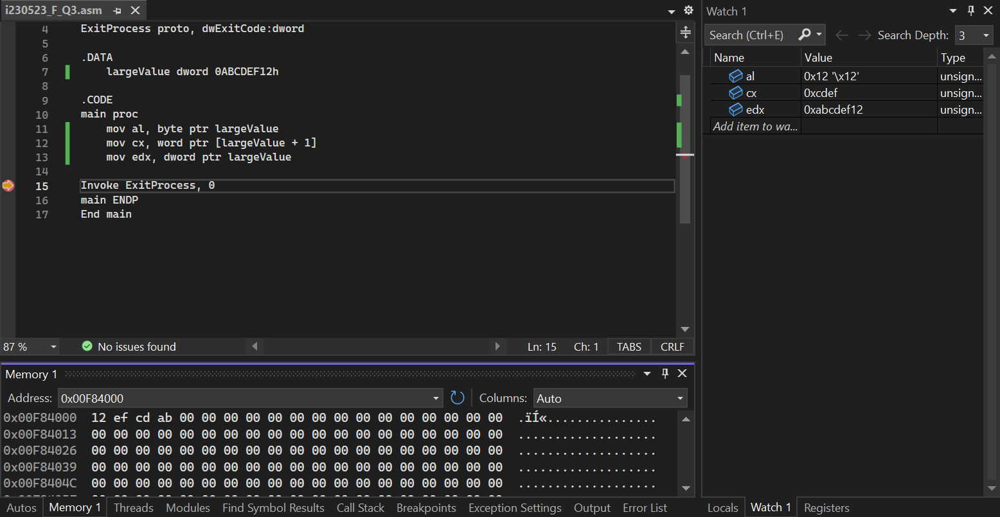 i230523_F_Q3.asm
4 ExitProcess proto, dwExitCode:dword
5
6 .DATA
7 largeValue dword 0ABCDEF12h
8
9 .CODE
10 main proc
11 mov al, byte ptr largeValue
12 mov cx, word ptr [largeValue + 1]
13 mov edx, dword ptr largeValue
14
15 Invoke ExitProcess, 0
16 main ENDP
17 End main
87 % No issues found Ln: 15 Ch: 1 TABS CRLF
Memory 1
Address: 0x00F84000 Columns: Auto
0x00F84000 12 ef cd ab 00 00 00 00 00 00 00 00 00 00 00 00 00 00 00 .ïÍ«...............
0x00F84013 00 00 00 00 00 00 00 00 00 00 00 00 00 00 00 00 00 00 00 ...................
0x00F84026 00 00 00 00 00 00 00 00 00 00 00 00 00 00 00 00 00 00 00 ...................
0x00F84039 00 00 00 00 00 00 00 00 00 00 00 00 00 00 00 00 00 00 00 ...................
0x00F8404C 00 00 00 00 00 00 00 00 00 00 00 00 00 00 00 00 00 00 00 ...................
Autos Memory 1 Threads Modules Find Symbol Results Call Stack Breakpoints Exception Settings Output Error List
Watch 1
Search (Ctrl+E) Search Depth: 3
Name Value Type
al 0x12 '\x12' unsign...
cx 0xcdef unsign...
edx 0xabcdef12 unsign...
Add item to wa...
Locals Watch 1 Registers